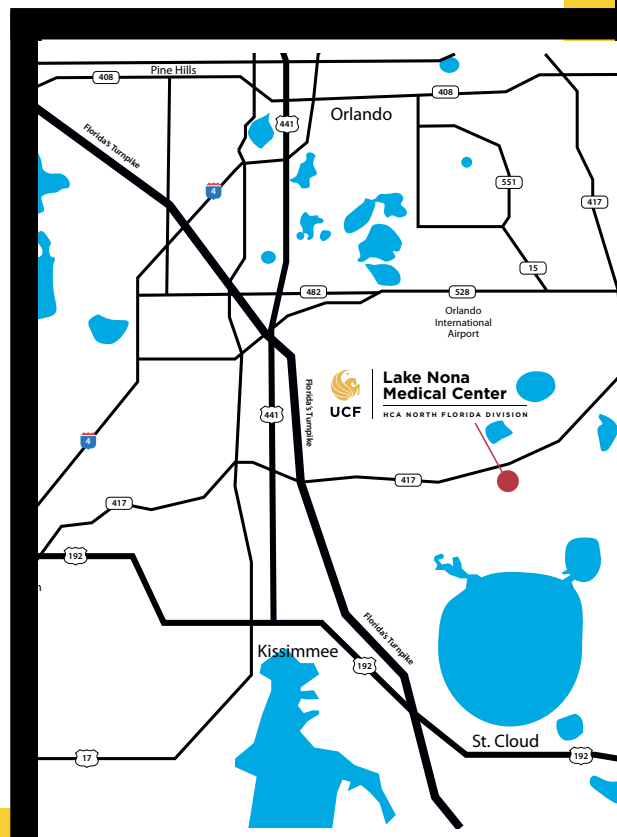 Pine Hills
408
408
Orlando
441
Florida's Turnpike
551
4
417
15
482
528
Orlando
International
Airport
Lake Nona
Medical Center
UCF
HCA NORTH FLORIDA DIVISION
Florida's Turnpike
441
4
417
417
192
n
Florida's Turnpike
Kissimmee
192
St. Cloud
17
192